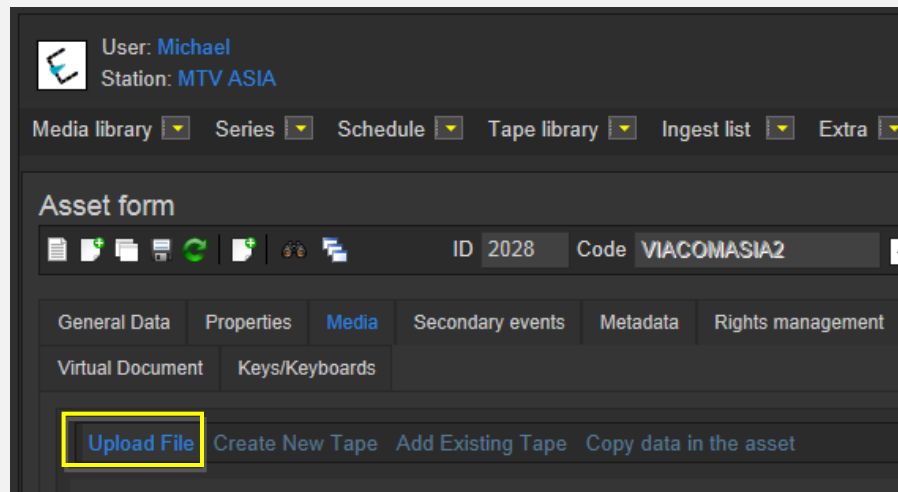 User: Michael
Station: MTV ASIA
Media library Series Schedule Tape library Ingest list Extra
Asset form
ID 2028 Code VIACOMASIA2
General Data Properties Media Secondary events Metadata Rights management
Virtual Document Keys/Keyboards
Upload File Create New Tape Add Existing Tape Copy data in the asset